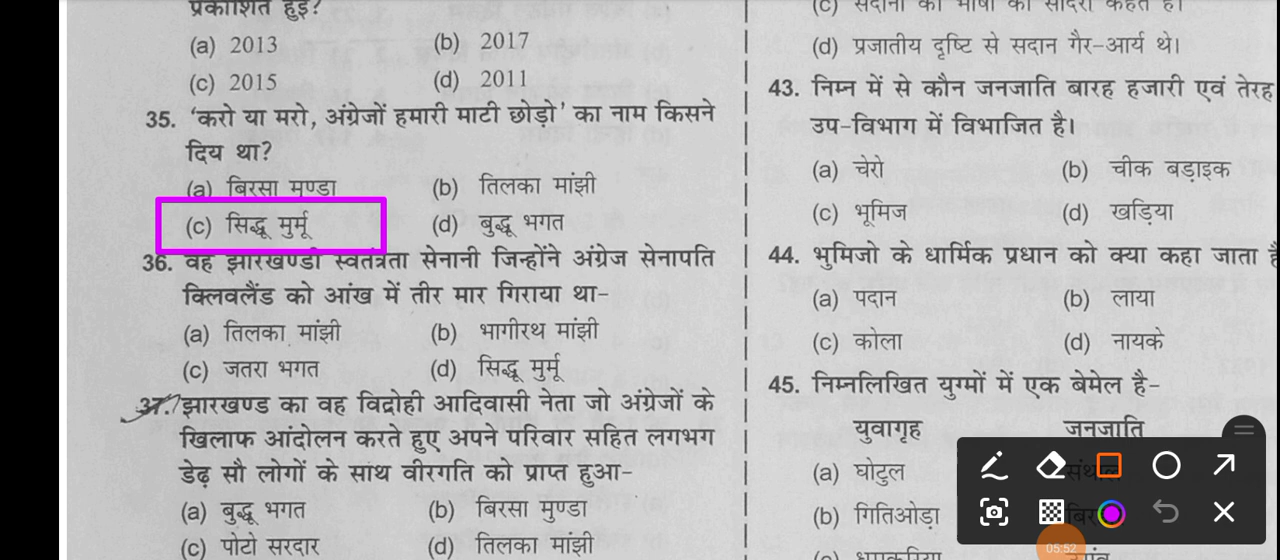 प्रकाशित हुई?
(a) 2013
(b) 2017
(c) 2015
(d) 2011
35. 'करो या मरो, अंग्रेजों हमारी माटी छोड़ो' का नाम किसने
दिय था?
(a) बिरसा मुण्डा
(b) तिलका मांझी
(c) सिद्धू मुर्मू
(d) बुद्धू भगत
36. वह झारखण्डी स्वतंत्रता सेनानी जिन्होंने अंग्रेज सेनापति
क्लिवलैंड को आंख में तीर मार गिराया था–
(a) तिलका मांझी
(b) भागीरथ मांझी
(c) जतरा भगत
(d) सिद्धू मुर्मू
37. झारखण्ड का वह विद्रोही आदिवासी नेता जो अंग्रेजों के
खिलाफ आंदोलन करते हुए अपने परिवार सहित लगभग
डेढ़ सौ लोगों के साथ वीरगति को प्राप्त हुआ–
(a) बुद्धू भगत
(b) बिरसा मुण्डा
(c) पोटो सरदार
(d) तिलका मांझी
(c) सदानों की भाषा को सादरी कहते हैं।
(d) प्रजातीय दृष्टि से सदान गैर-आर्य थे।
43. निम्न में से कौन जनजाति बारह हजारी एवं तेरह
उप-विभाग में विभाजित है।
(a) चेरो
(b) चीक बड़ाइक
(c) भूमिज
(d) खड़िया
44. भुमिजो के धार्मिक प्रधान को क्या कहा जाता है
(a) पदान
(b) लाया
(c) कोला
(d) नायके
45. निम्नलिखित युग्मों में एक बेमेल है–
युवागृह
जनजाति
(a) घोटुल
संथाल
(b) गितिओड़ा
05:52